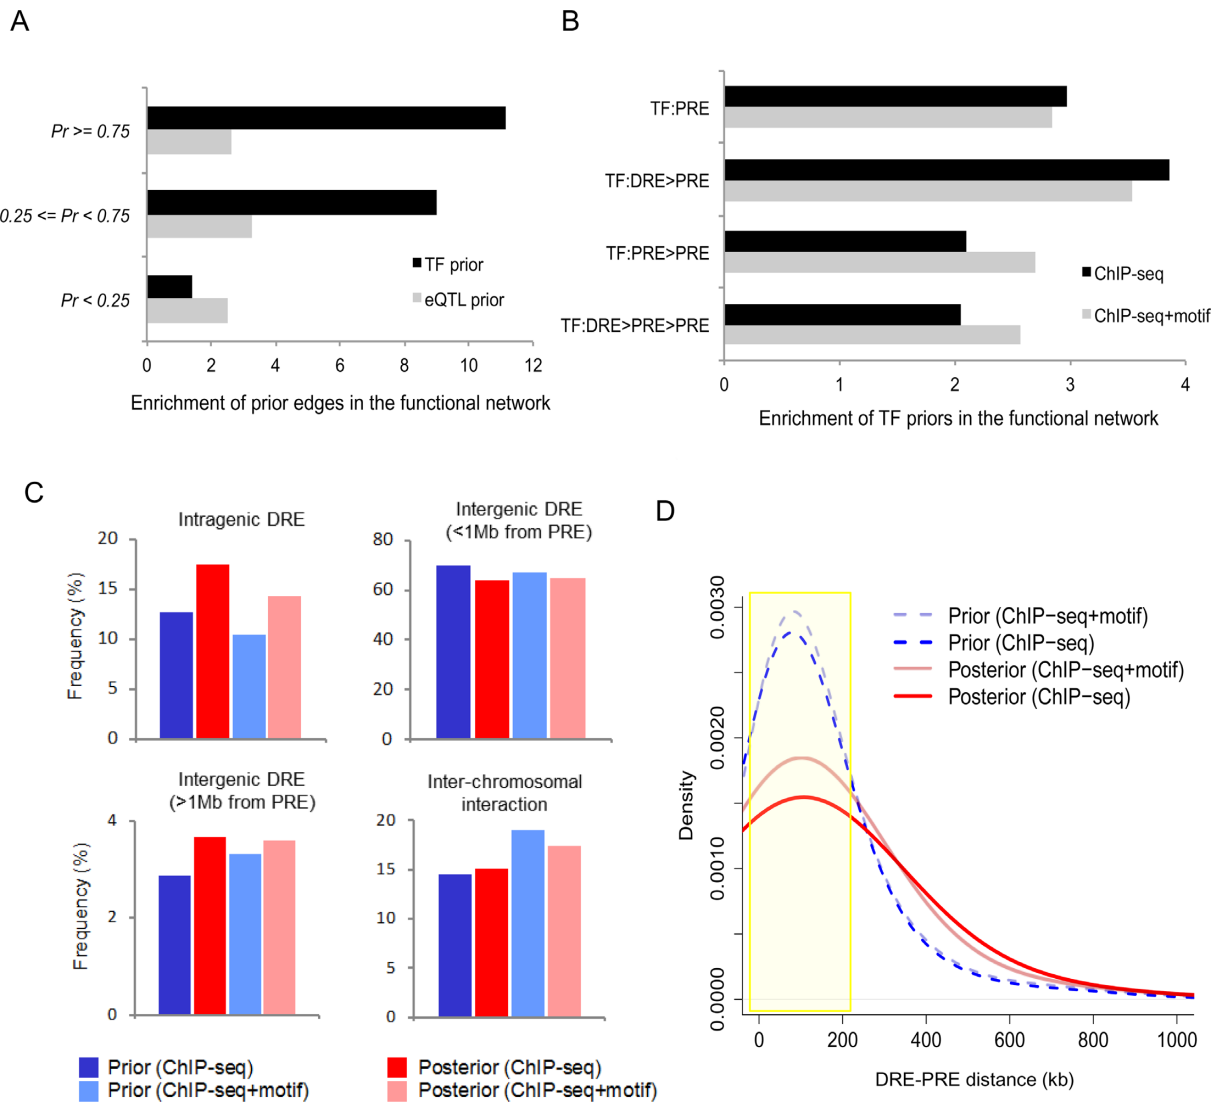 A
Pr >= 0.75
0.25 <= Pr < 0.75
Pr < 0.25
TF prior
eQTL prior
0 2 4 6 8 10 12
Enrichment of prior edges in the functional network
B
TF:PRE
TF:DRE>PRE
TF:PRE>PRE
TF:DRE>PRE>PRE
ChIP-seq
ChIP-seq+motif
0 1 2 3 4
Enrichment of TF priors in the functional network
C
Intragenic DRE
20
15
10
5
0
Frequency (%)
Intergenic DRE
(<1Mb from PRE)
80
60
40
20
0
Intergenic DRE
(>1Mb from PRE)
4
2
0
Frequency (%)
Inter-chromosomal
interaction
20
15
10
5
0
Prior (ChIP-seq)
Prior (ChIP-seq+motif)
Posterior (ChIP-seq)
Posterior (ChIP-seq+motif)
D
Prior (ChIP−seq+motif)
Prior (ChIP−seq)
Posterior (ChIP−seq+motif)
Posterior (ChIP−seq)
0.0030
0.0020
0.0010
0.0000
Density
0 200 400 600 800 1000
DRE-PRE distance (kb)